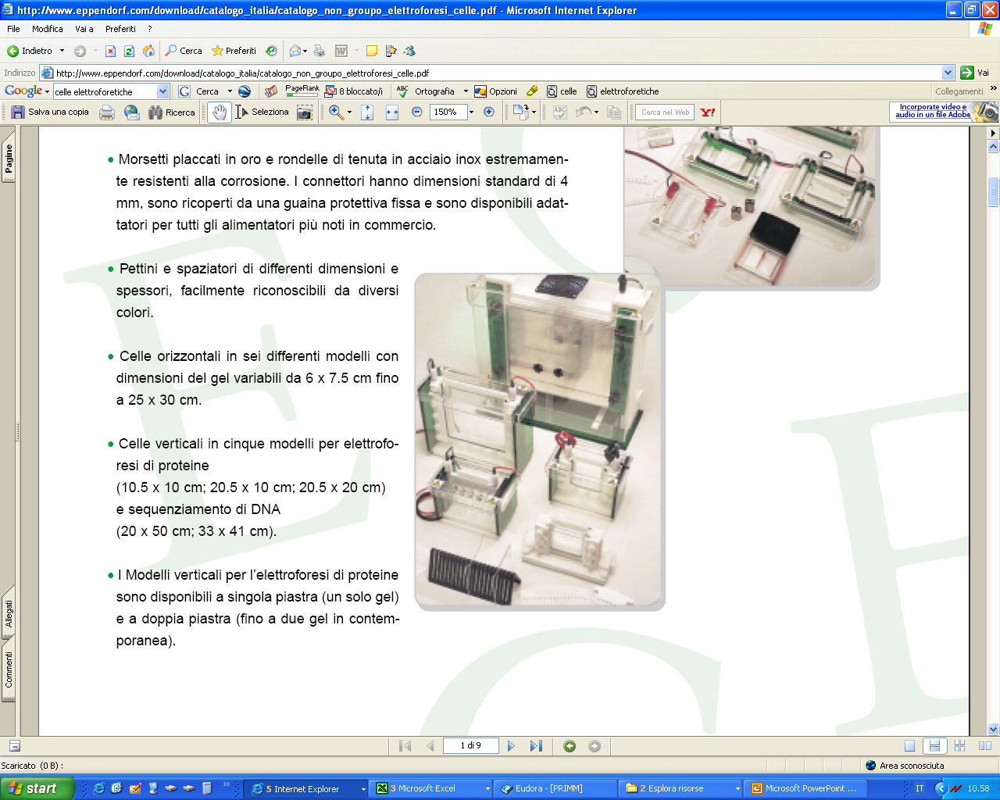 http://www.eppendorf.com/download/catalogo_italia/catalogo_non_groupo_elettroforesi_celle.pdf - Microsoft Internet Explorer
File Modifica Vai a Preferiti ?
Indietro Cerca Preferiti
Indirizzo http://www.eppendorf.com/download/catalogo_italia/catalogo_non_groupo_elettroforesi_celle.pdf Vai
Google celle elettroforetiche Cerca PageRank 8 bloccato/i Ortografia Opzioni celle elettroforetiche Collegamenti
Salva una copia Ricerca Seleziona 150% Cerca nel Web Y! Incorporate video e
audio in un file Adobe
Pagine
Allegati
Commenti
• Morsetti placcati in oro e rondelle di tenuta in acciaio inox estremamen-
te resistenti alla corrosione. I connettori hanno dimensioni standard di 4
mm, sono ricoperti da una guaina protettiva fissa e sono disponibili adat-
tatori per tutti gli alimentatori più noti in commercio.
• Pettini e spaziatori di differenti dimensioni e
spessori, facilmente riconoscibili da diversi
colori.
• Celle orizzontali in sei differenti modelli con
dimensioni del gel variabili da 6 x 7.5 cm fino
a 25 x 30 cm.
• Celle verticali in cinque modelli per elettrofo-
resi di proteine
(10.5 x 10 cm; 20.5 x 10 cm; 20.5 x 20 cm)
e sequenziamento di DNA
(20 x 50 cm; 33 x 41 cm).
• I Modelli verticali per l'elettroforesi di proteine
sono disponibili a singola piastra (un solo gel)
e a doppia piastra (fino a due gel in contem-
poranea).
1 di 9
Scaricato (0 B) : Area sconosciuta
start 5 Internet Explorer 3 Microsoft Excel Eudora - [PRIMM] 2 Esplora risorse Microsoft PowerPoint ... IT 10.58